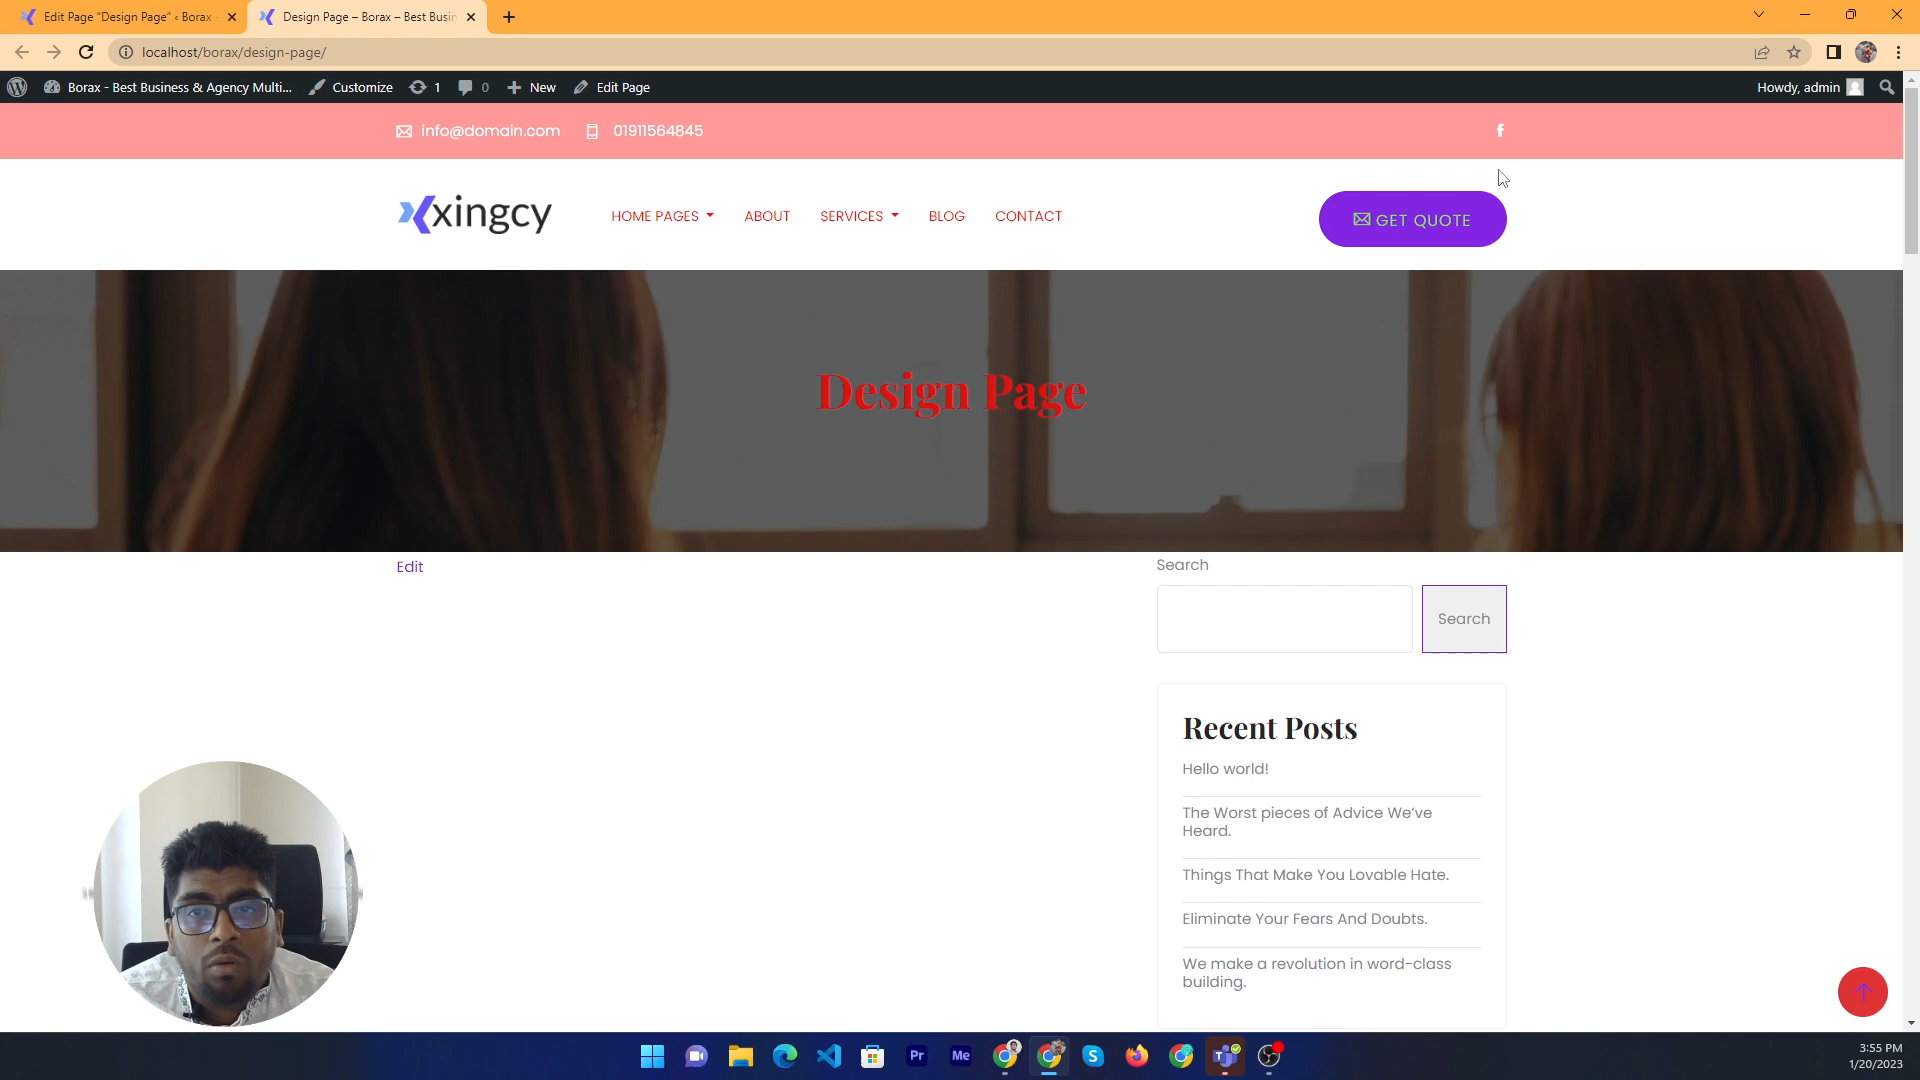 Edit Page “Design Page” ‹ Borax -
Design Page – Borax – Best Busin
localhost/borax/design-page/
Borax - Best Business & Agency Multi...
Customize
1
0
New
Edit Page
Howdy, admin
info@domain.com
01911564845
xingcy
HOME PAGES
ABOUT
SERVICES
BLOG
CONTACT
GET QUOTE
Design Page
Edit
Search
Search
Recent Posts
Hello world!
The Worst pieces of Advice We’ve
Heard.
Things That Make You Lovable Hate.
Eliminate Your Fears And Doubts.
We make a revolution in word-class
building.
Pr
Me
3:55 PM
1/20/2023